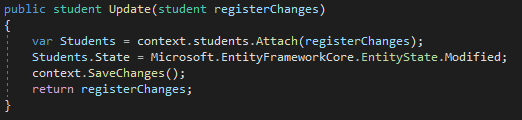 public student Update(student registerChanges)
{
var Students = context.students.Attach(registerChanges);
Students.State = Microsoft.EntityFrameworkCore.EntityState.Modified;
context.SaveChanges();
return registerChanges;
}